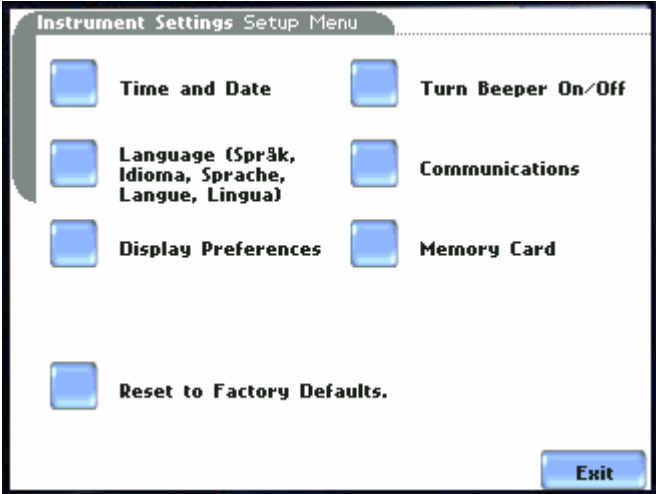 Instrument Settings Setup Menu
Time and Date
Turn Beeper On/Off
Language (Språk,
Idioma, Sprache,
Langue, Lingua)
Communications
Display Preferences
Memory Card
Reset to Factory Defaults.
Exit